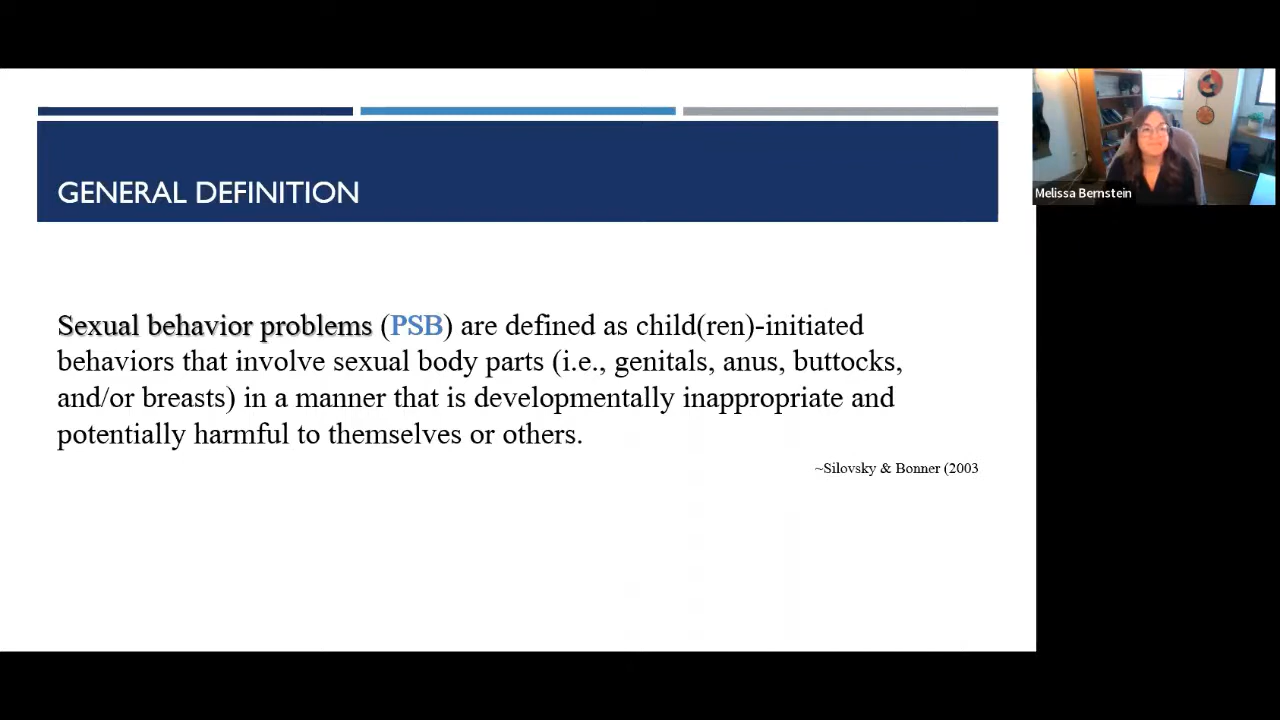 GENERAL DEFINITION
Sexual behavior problems (PSB) are defined as child(ren)-initiated
behaviors that involve sexual body parts (i.e., genitals, anus, buttocks,
and/or breasts) in a manner that is developmentally inappropriate and
potentially harmful to themselves or others.
~Silovsky & Bonner (2003
Melissa Bernstein